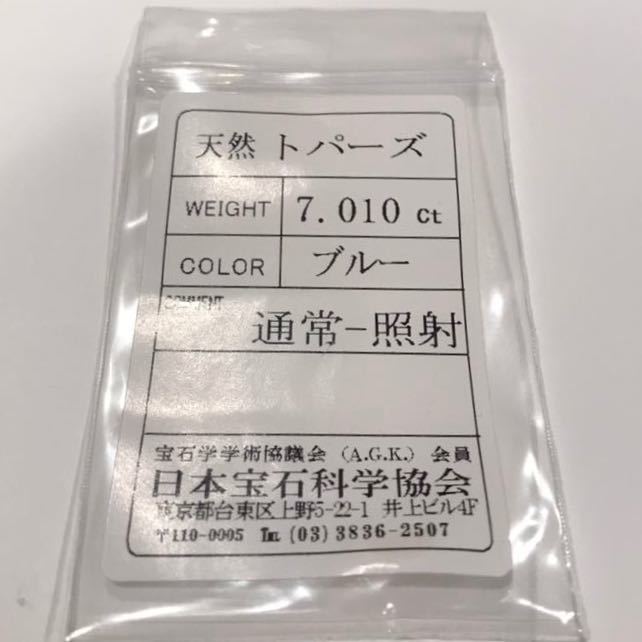 天然 トパーズ
WEIGHT 7.010 ct
COLOR ブルー
COMMENT
通常-照射
宝石学学術協議会 (A.G.K.) 会員
日本宝石科学協会
東京都台東区上野5-22-1 井上ビル4F
〒110-0005 TEL (03) 3836-2507